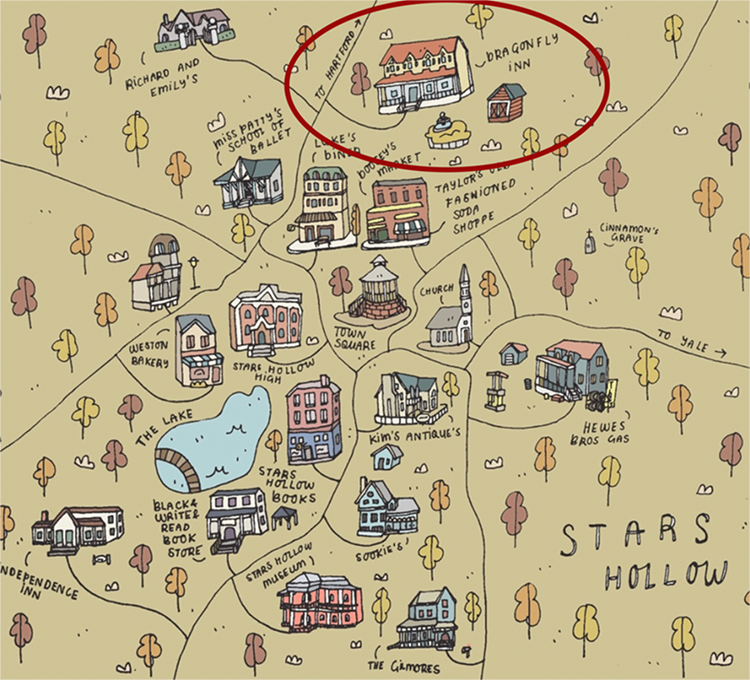 TO HARTFORD
DRAGONFLY
INN
RICHARD AND
EMILY'S
MISS PATTY'S
SCHOOL OF
BALLET
LUKE'S
DINER
DOOSEY'S
MARKET
TAYLOR'S OLD
FASHIONED
SODA
SHOPPE
CINNAMON'S
GRAVE
CHURCH
TOWN
SQUARE
TO YALE
WESTON
BAKERY
STARS HOLLOW
HIGH
THE LAKE
KIM'S ANTIQUE'S
HEWES
BROS GAS
STARS
HOLLOW
BOOKS
BLACK &
WHITE &
READ
BOOK
STORE
SOOKIE'S
STARS HOLLOW
MUSEUM
INDEPENDENCE
INN
THE GILMORES
STARS
HOLLOW